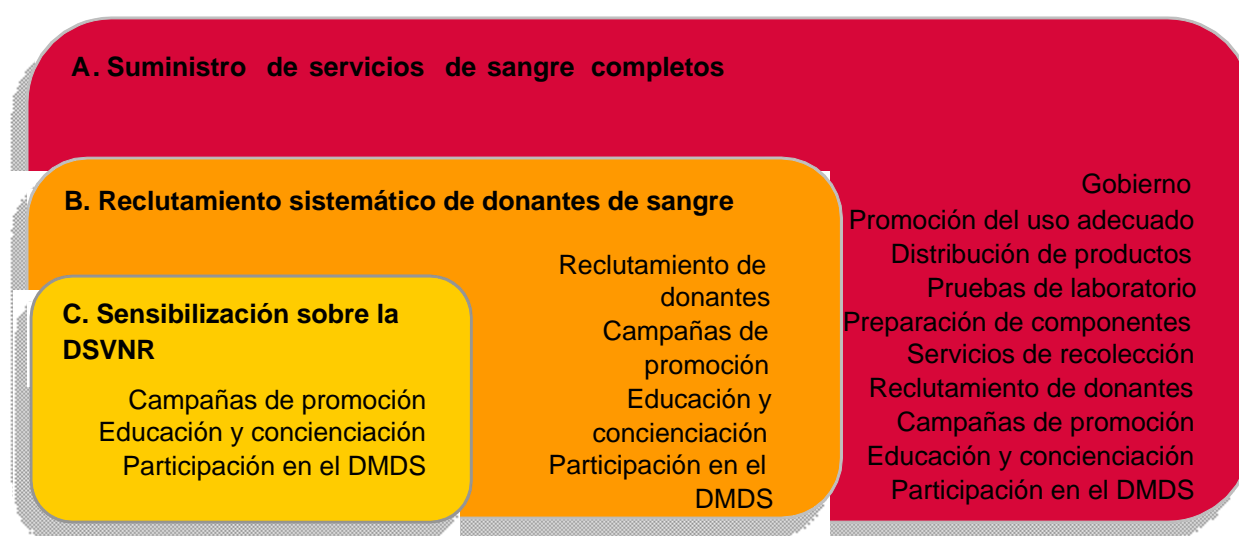 A. Suministro de servicios de sangre completos
B. Reclutamiento sistemático de donantes de sangre
C. Sensibilización sobre la
DSVNR
Campañas de promoción
Educación y concienciación
Participación en el DMDS
Reclutamiento de
donantes
Campañas de
promoción
Educación y
concienciación
Participación en el
DMDS
Gobierno
Promoción del uso adecuado
Distribución de productos
Pruebas de laboratorio
Preparación de componentes
Servicios de recolección
Reclutamiento de donantes
Campañas de promoción
Educación y concienciación
Participación en el DMDS